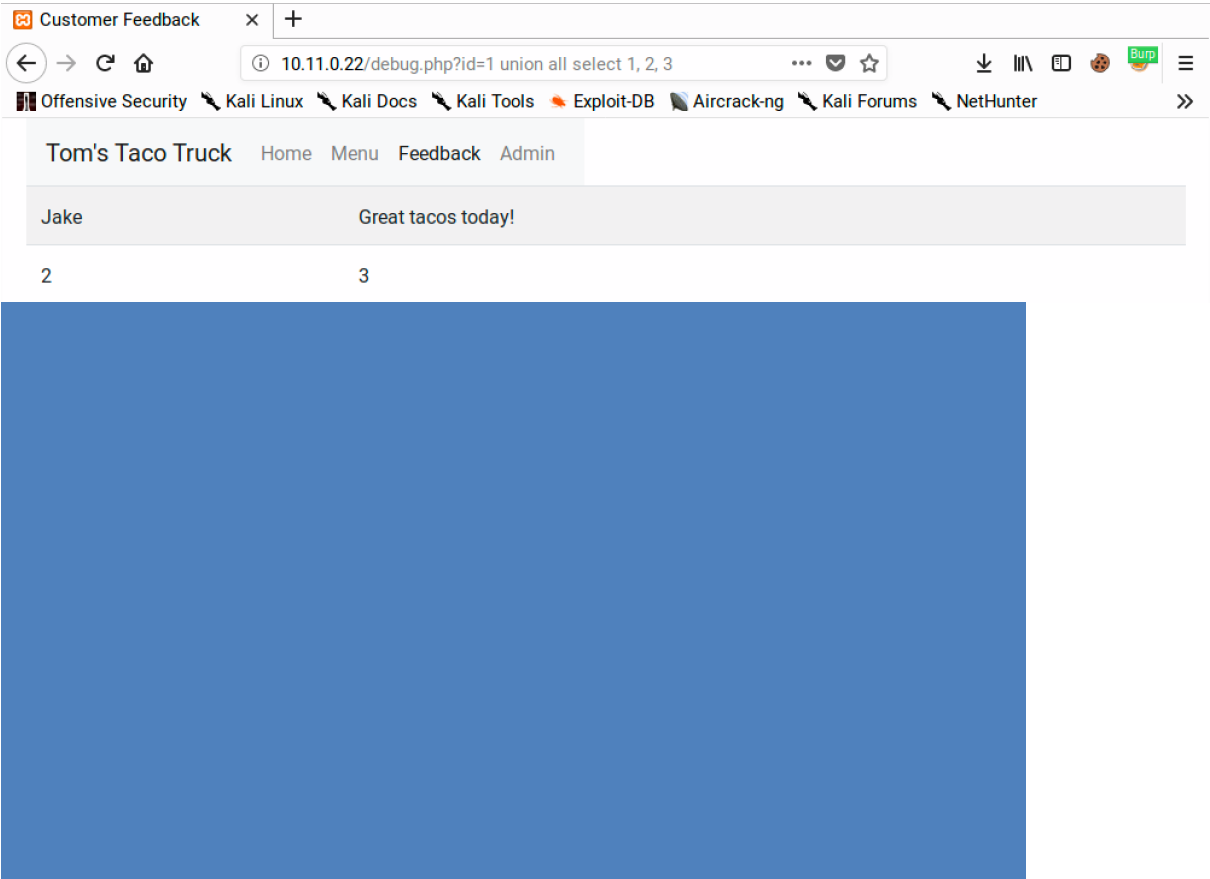 Customer Feedback
10.11.0.22/debug.php?id=1 union all select 1, 2, 3
Burp
Offensive Security Kali Linux Kali Docs Kali Tools Exploit-DB Aircrack-ng Kali Forums NetHunter
Tom's Taco Truck Home Menu Feedback Admin
Jake Great tacos today!
2 3